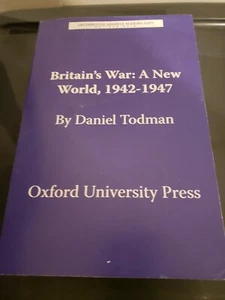 Britain's War: A New
World, 1942-1947
By Daniel Todman
Oxford University Press